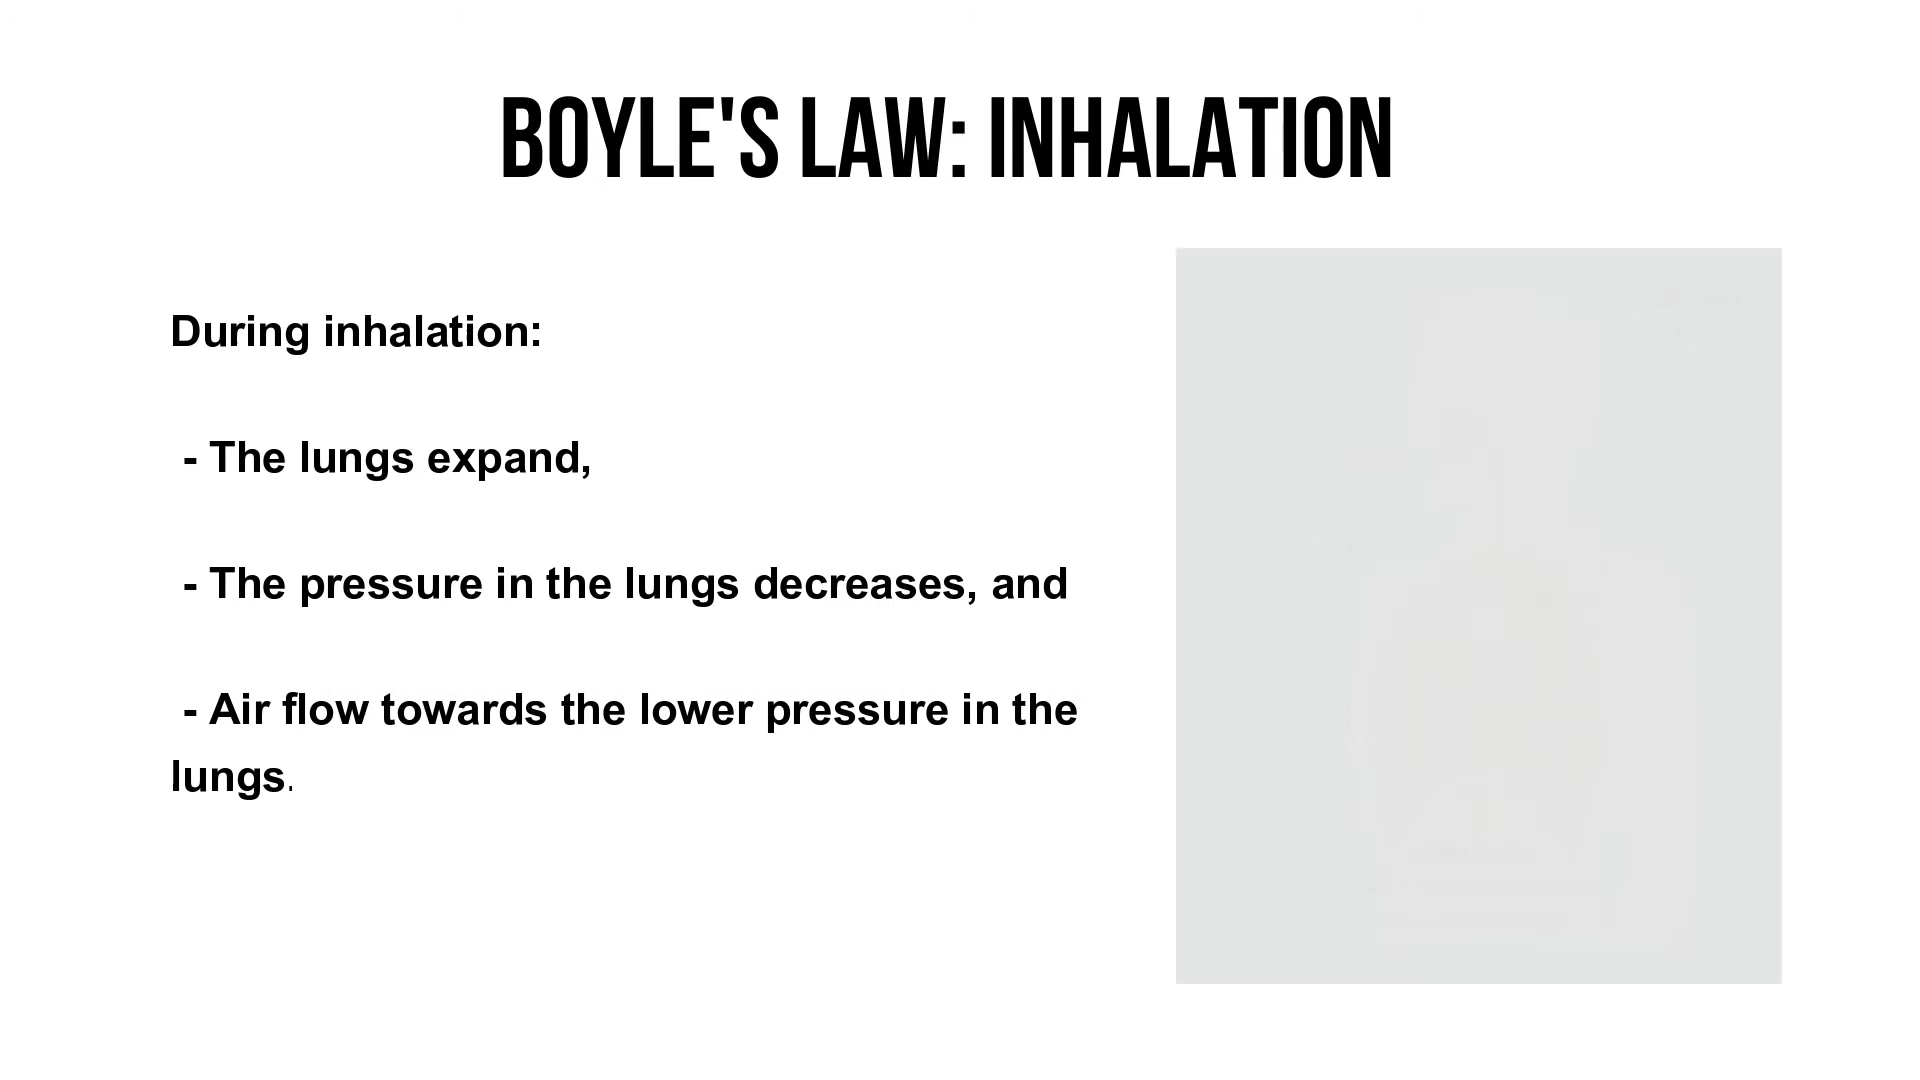 BOYLE'S LAW: INHALATION
During inhalation:
- The lungs expand,
- The pressure in the lungs decreases, and
- Air flow towards the lower pressure in the
lungs.